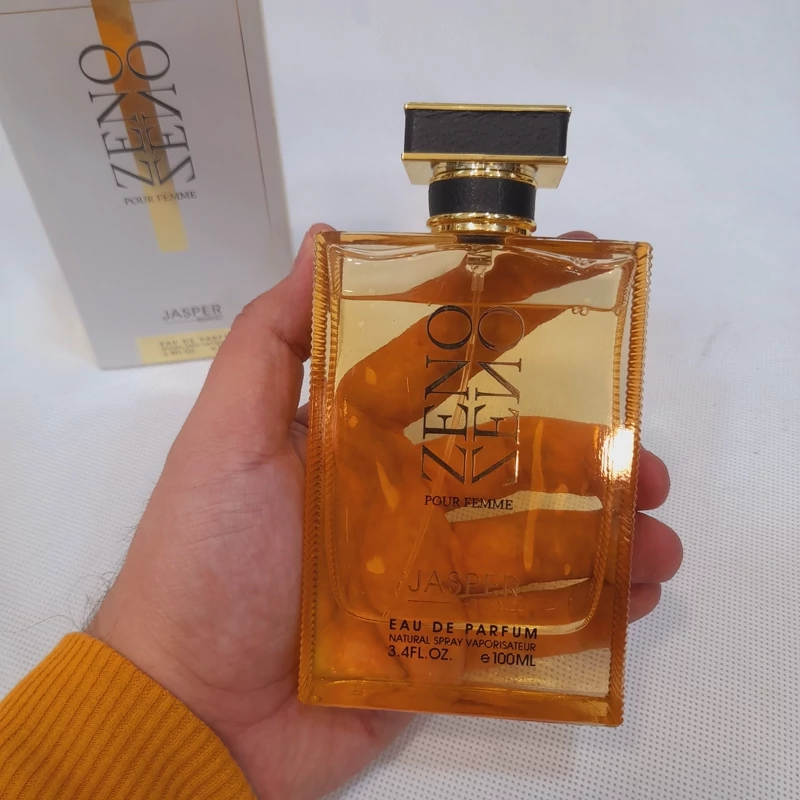 ZENO
ZENO
POUR FEMME
JASPER
EAU DE PARFUM
ZENO
ZENO
POUR FEMME
JASPER
EAU DE PARFUM
NATURAL SPRAY VAPORISATEUR
3.4FL.OZ. e100ML